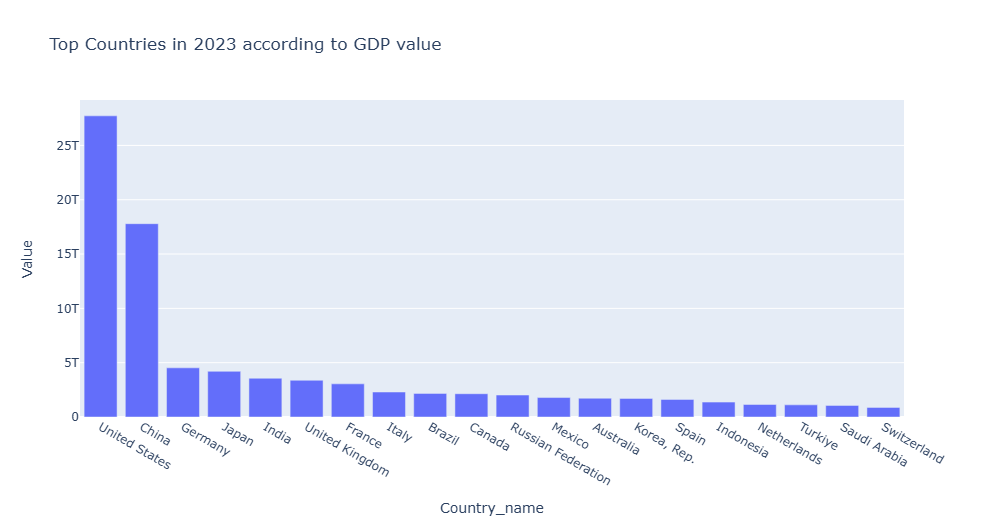 Top Countries in 2023 according to GDP value
25T
20T
15T
10T
5T
0
Value
United States
China
Germany
Japan
India
United Kingdom
France
Italy
Brazil
Canada
Russian Federation
Mexico
Australia
Korea, Rep.
Spain
Indonesia
Netherlands
Turkiye
Saudi Arabia
Switzerland
Country_name